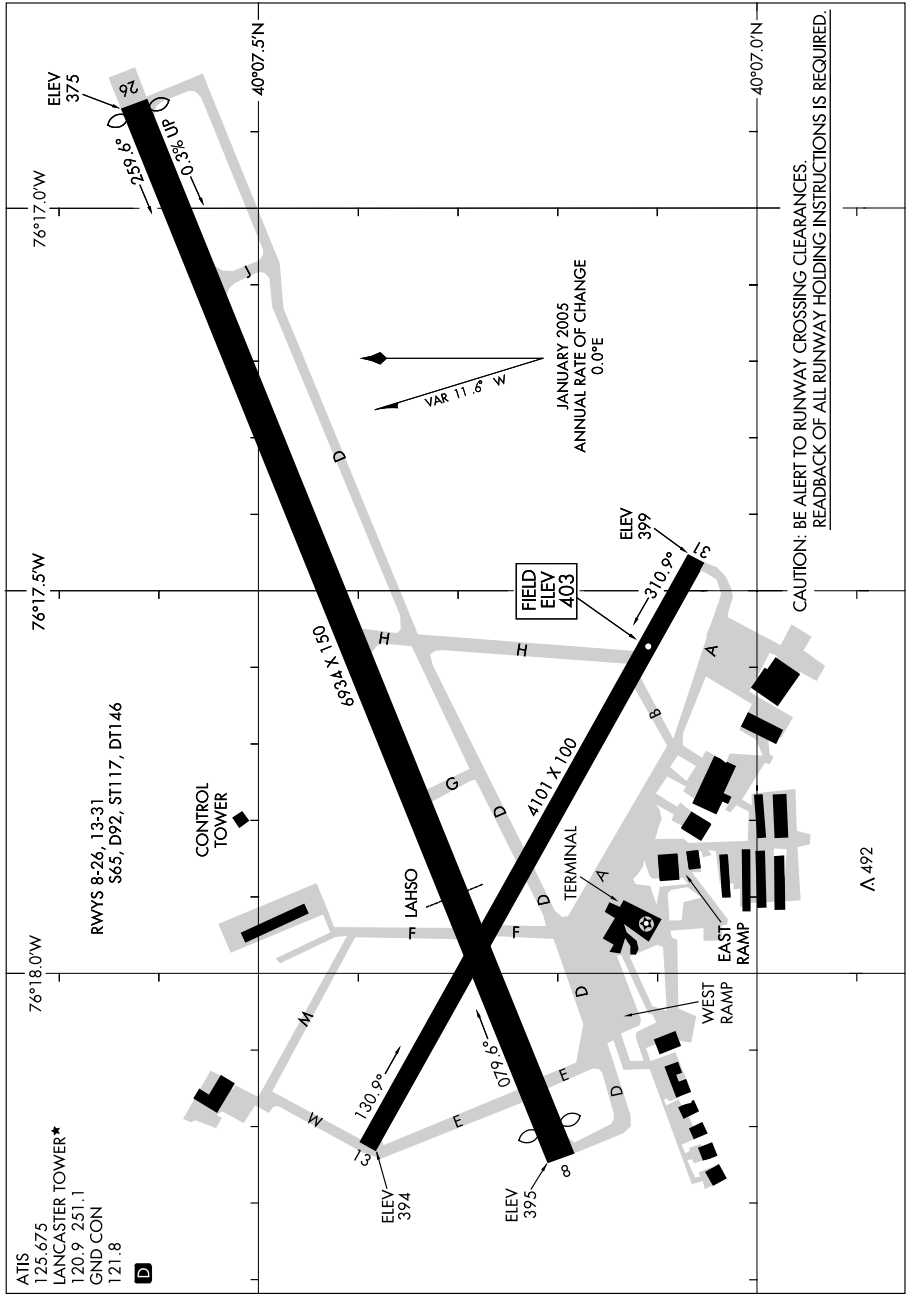 ATIS
125.675
LANCASTER TOWER★
120.9 251.1
GND CON
121.8
D
RWYS 8-26, 13-31
S65, D92, ST117, DT146
76°18.0'W
76°17.5'W
76°17.0'W
40°07.5'N
40°07.0'N
ELEV
375
26
259.6°
0.3% UP
J
D
VAR 11.6° W
JANUARY 2005
ANNUAL RATE OF CHANGE
0.0°E
6934 X 150
CONTROL
TOWER
LAHSO
H
H
G
D
D
F
F
M
W
E
E
D
D
FIELD
ELEV
403
ELEV
399
31
310.9°
4101 X 100
B
A
A
TERMINAL
130.9°
13
ELEV
394
079.6°
8
ELEV
395
WEST
RAMP
EAST
RAMP
492
CAUTION: BE ALERT TO RUNWAY CROSSING CLEARANCES.
READBACK OF ALL RUNWAY HOLDING INSTRUCTIONS IS REQUIRED.